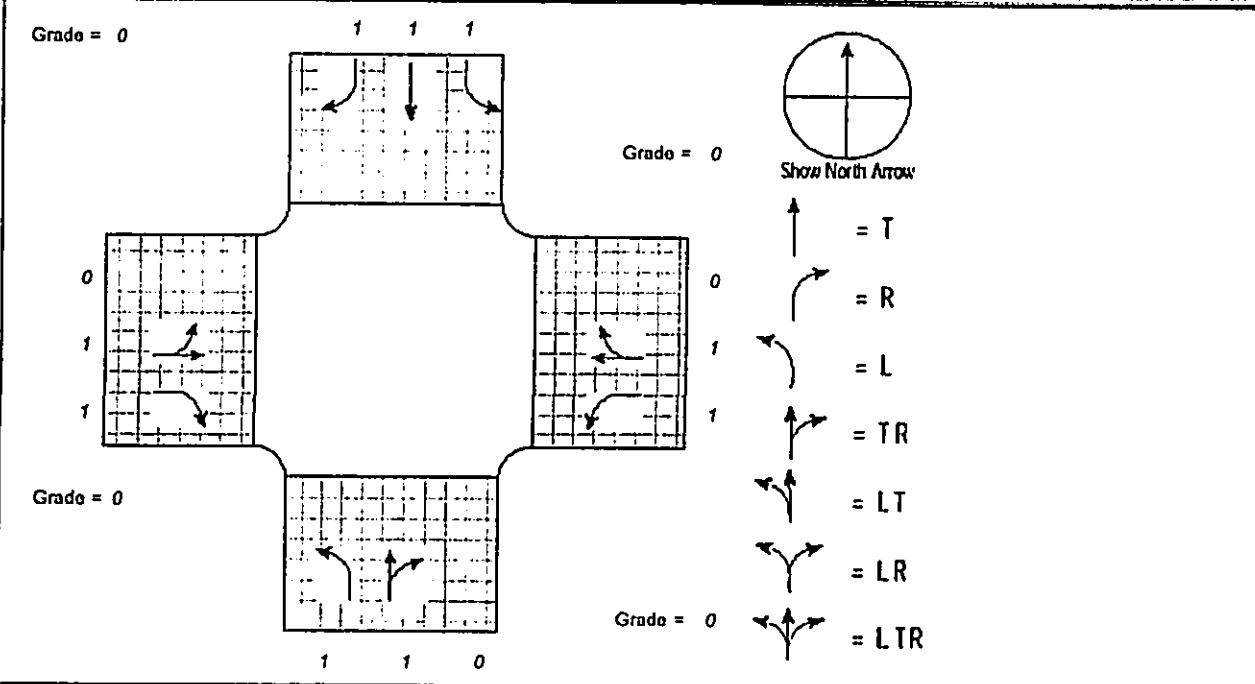 Grade = 0
1 1 1
Grade = 0
Show North Arrow
= T
0
0
= R
1
1
= L
1
1
= TR
Grade = 0
= LT
= LR
Grade = 0
= LTR
1 1 0